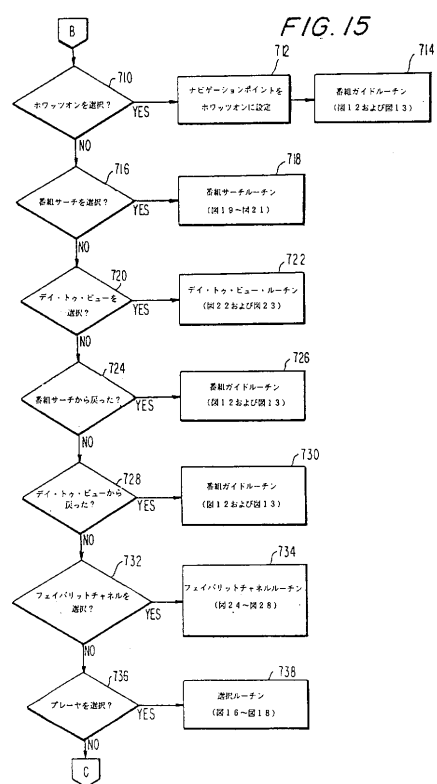 FIG. 15
B
710
ホワッツオンを選択?
YES
NO
712
ナビゲーションポイントを
ホワッツオンに設定
714
番組ガイドルーチン
(図12および図13)
716
番組サーチを選択?
YES
NO
718
番組サーチルーチン
(図19~図21)
720
デイ・トゥ・ビューを
選択?
YES
NO
722
デイ・トゥ・ビュー・ルーチン
(図22および図23)
724
番組サーチから戻った?
YES
NO
726
番組ガイドルーチン
(図12および図13)
728
デイ・トゥ・ビューから
戻った?
YES
NO
730
番組ガイドルーチン
(図12および図13)
732
フェイバリットチャネルを
選択?
YES
NO
734
フェイバリットチャネルルーチン
(図24~図28)
736
プレーヤを選択?
YES
NO
738
選択ルーチン
(図16~図18)
C